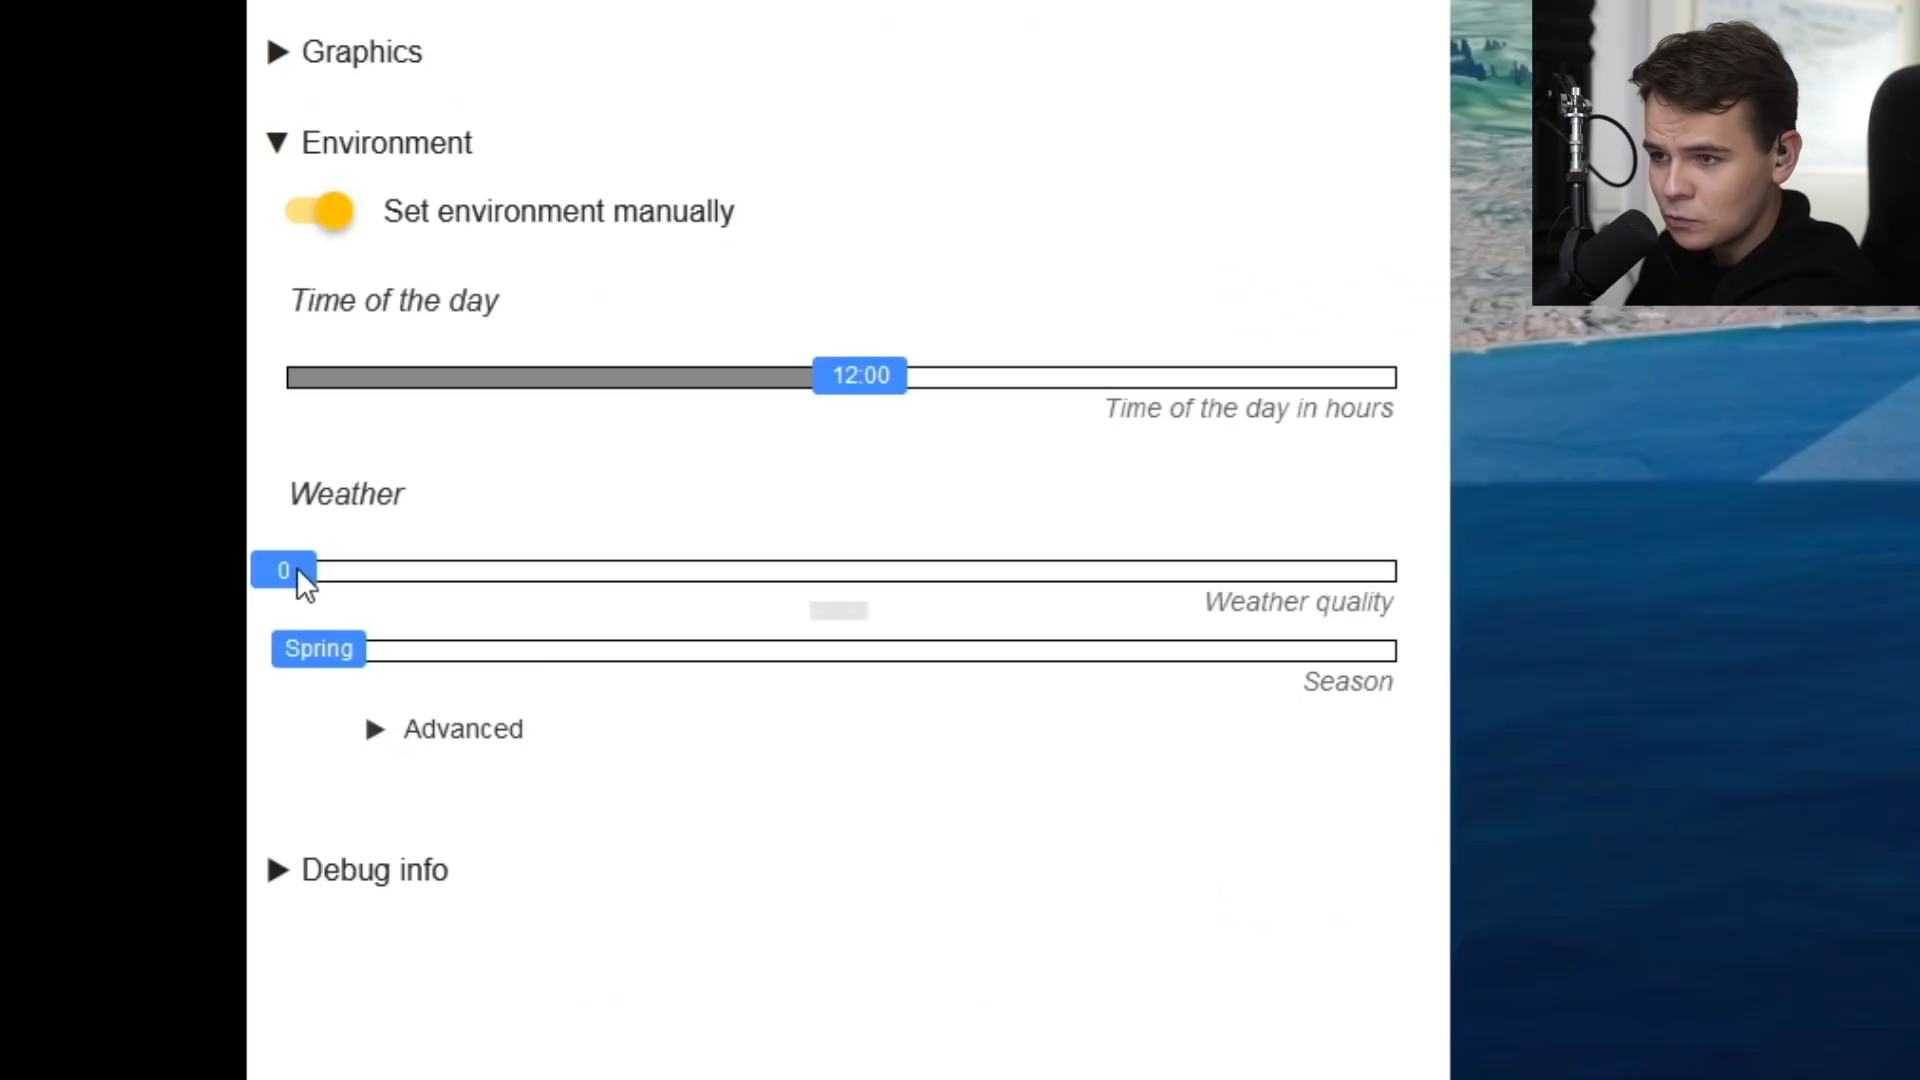 Graphics
Environment
Set environment manually
Time of the day
12:00
Time of the day in hours
Weather
0
Weather quality
Spring
Season
Advanced
Debug info